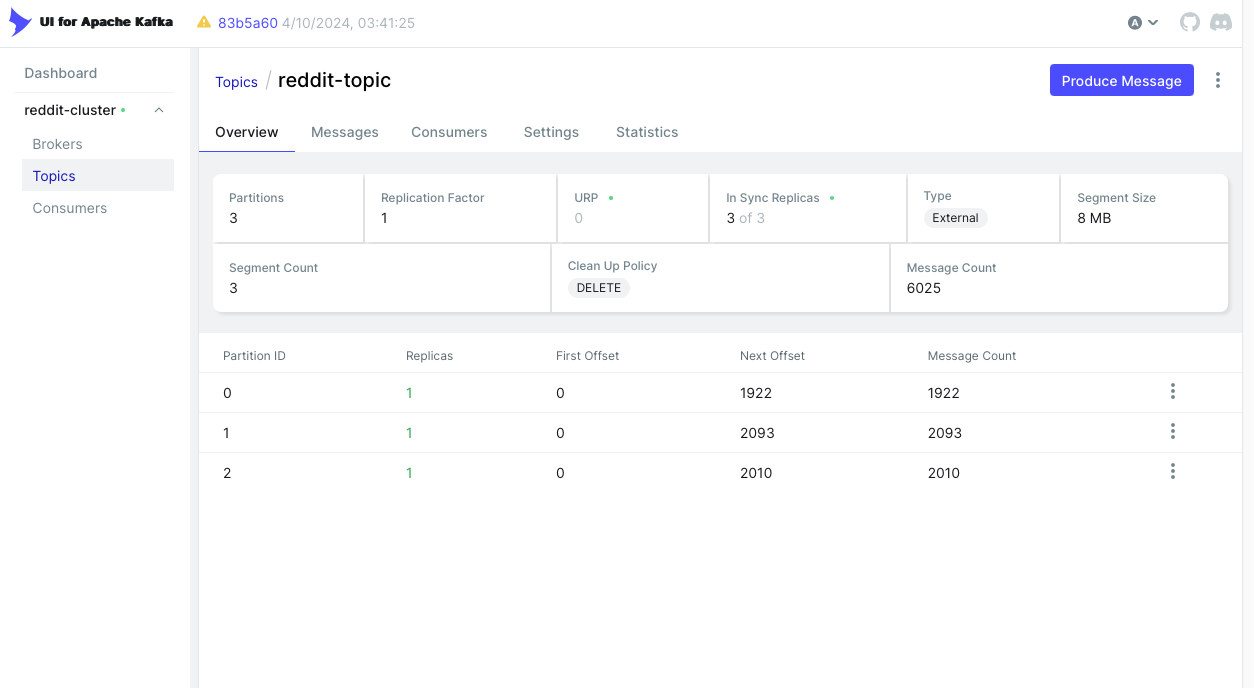 UI for Apache Kafka 83b5a60 4/10/2024, 03:41:25 A
Dashboard
reddit-cluster
Brokers
Topics
Consumers
Topics / reddit-topic Produce Message
Overview Messages Consumers Settings Statistics
Partitions Replication Factor URP In Sync Replicas Type Segment Size
3 1 0 3 of 3 External 8 MB
Segment Count Clean Up Policy Message Count
3 DELETE 6025
Partition ID Replicas First Offset Next Offset Message Count
0 1 0 1922 1922
1 1 0 2093 2093
2 1 0 2010 2010